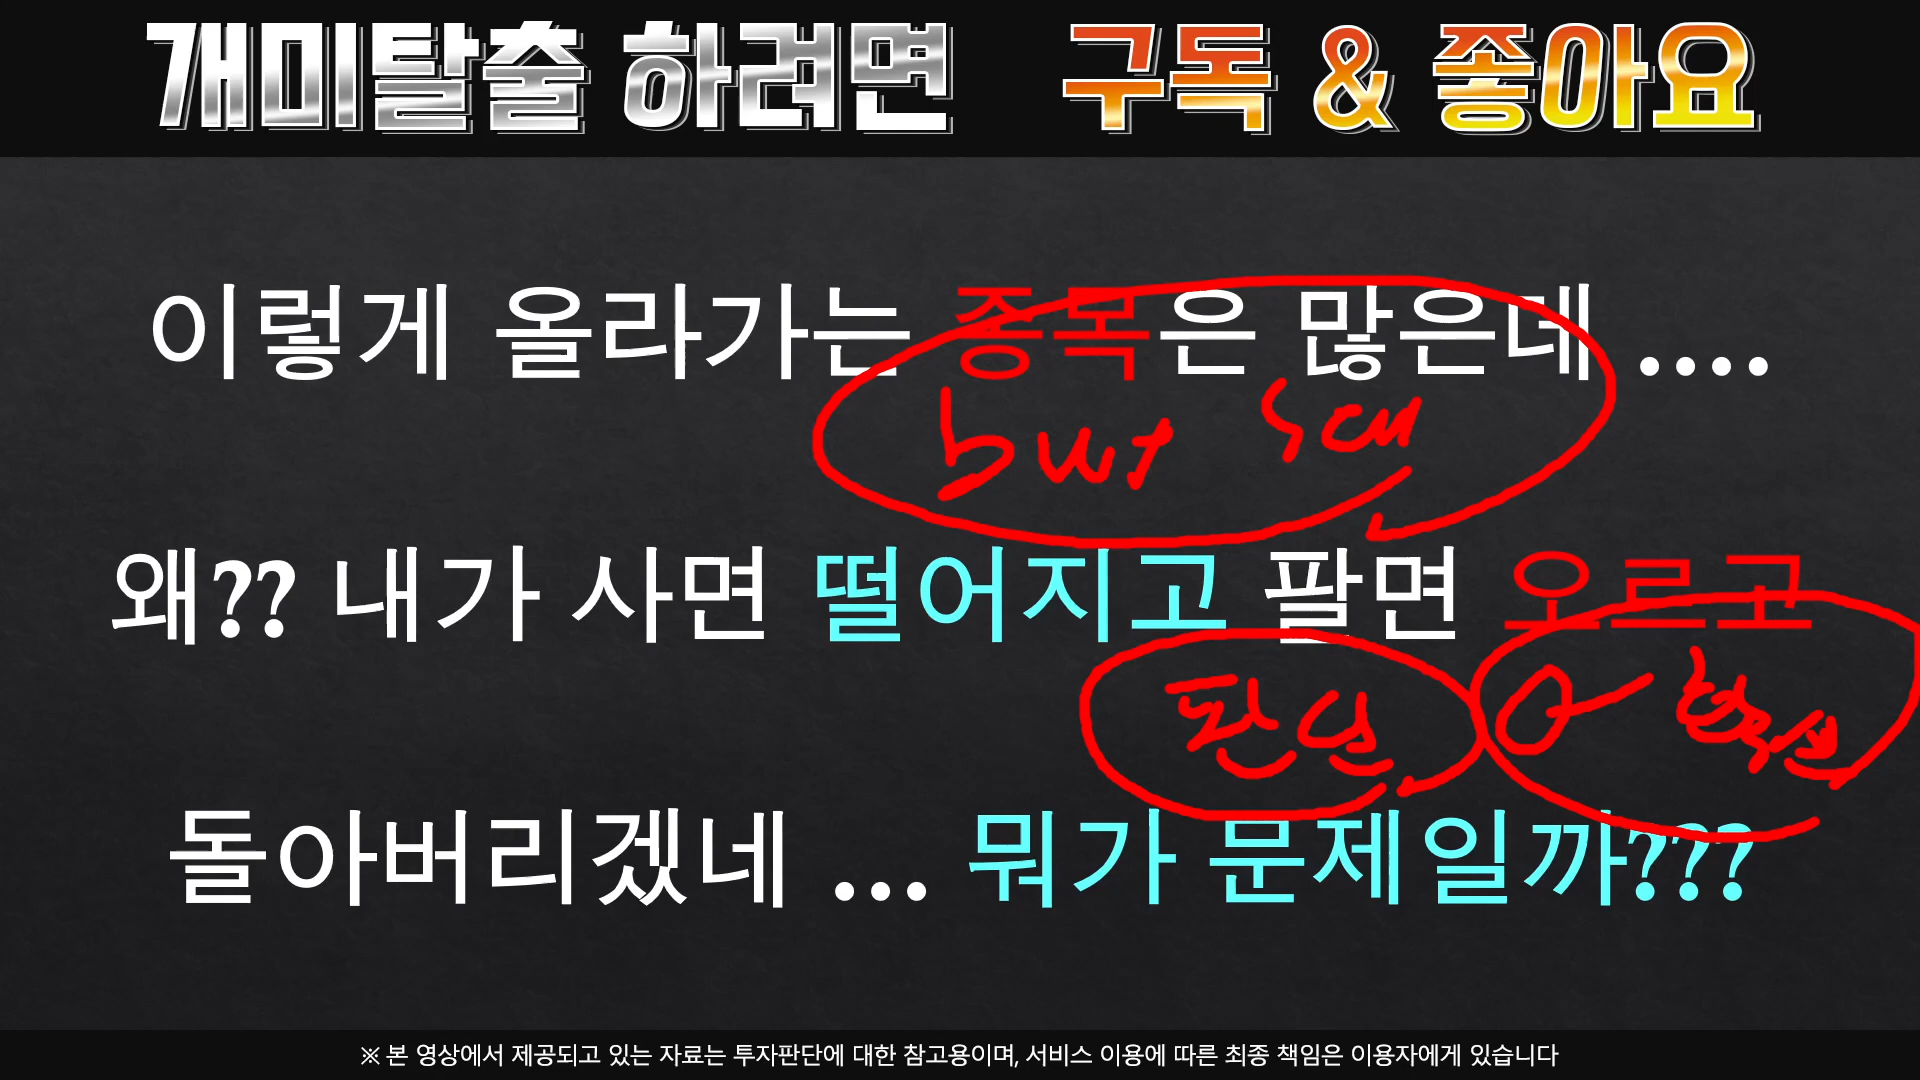 개미탈출 하려면 구독 & 좋아요
이렇게 올라가는 종목은 많은데 ....
but
왜?? 내가 사면 떨어지고 팔면 오르고
판단
돌아버리겠네 ... 뭐가 문제일까???
※ 본 영상에서 제공되고 있는 자료는 투자판단에 대한 참고용이며, 서비스 이용에 따른 최종 책임은 이용자에게 있습니다